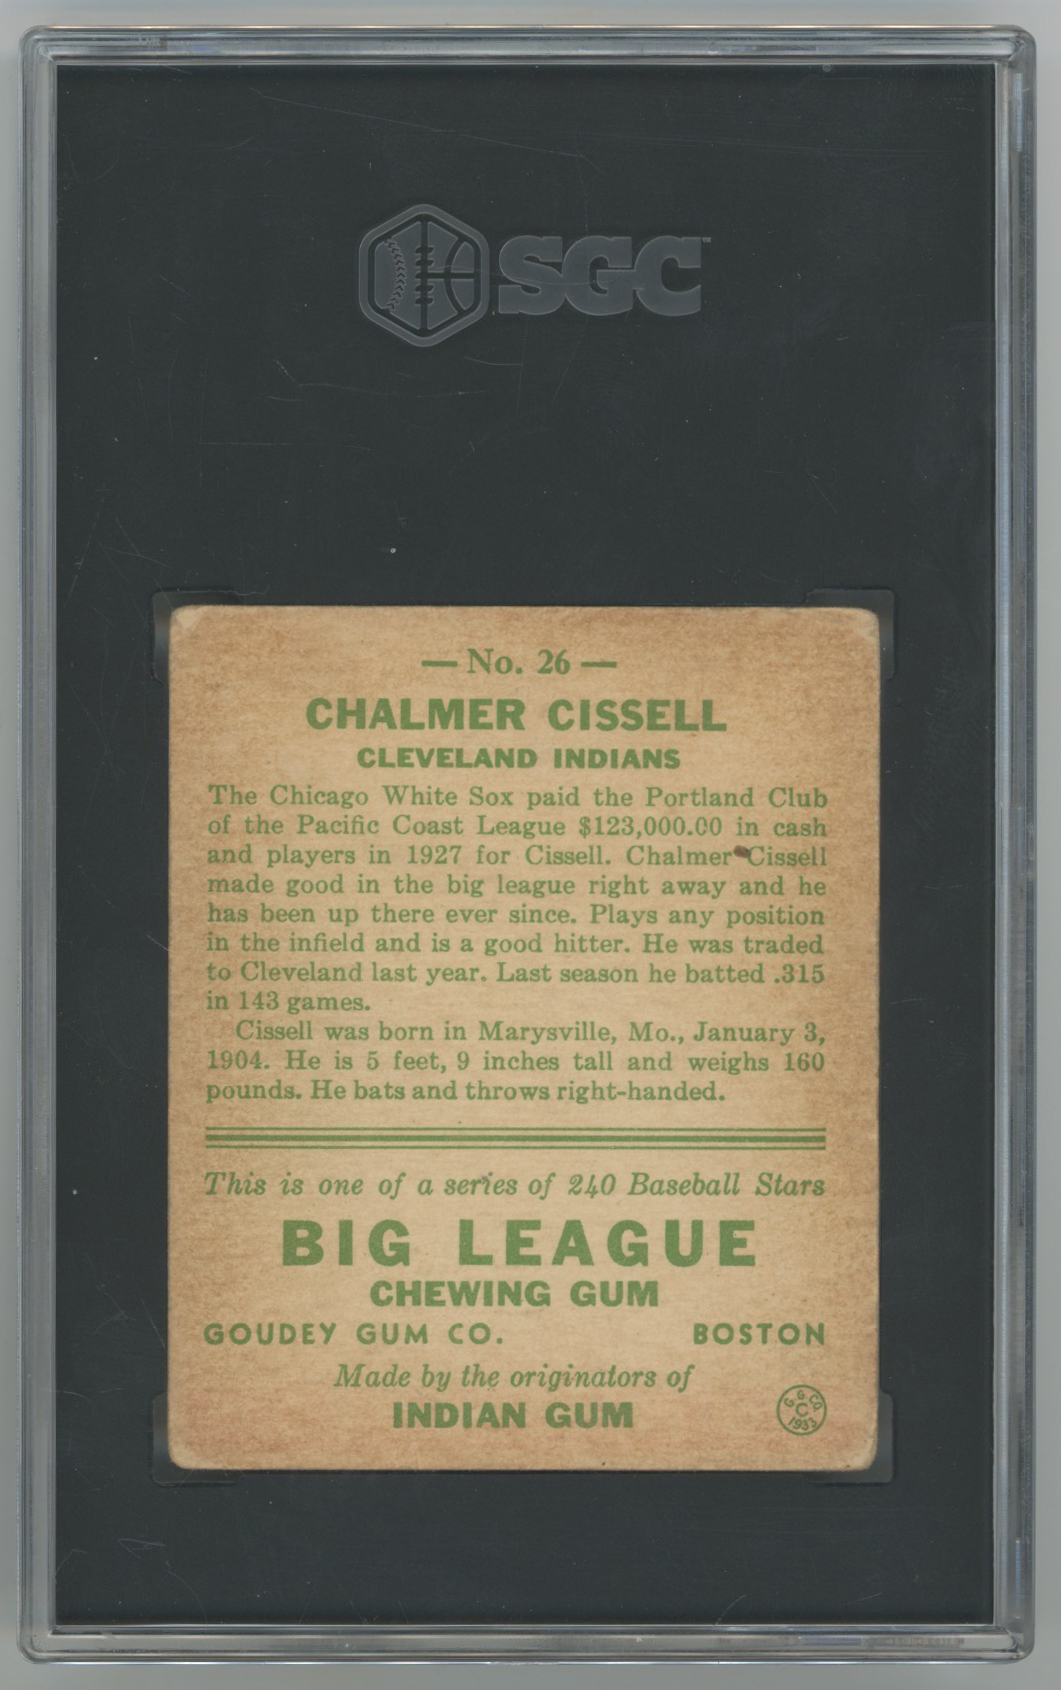 SGC
— No. 26 —
CHALMER CISSELL
CLEVELAND INDIANS
The Chicago White Sox paid the Portland Club
of the Pacific Coast League $123,000.00 in cash
and players in 1927 for Cissell. Chalmer Cissell
made good in the big league right away and he
has been up there ever since. Plays any position
in the infield and is a good hitter. He was traded
to Cleveland last year. Last season he batted .315
in 143 games.
Cissell was born in Marysville, Mo., January 3,
1904. He is 5 feet, 9 inches tall and weighs 160
pounds. He bats and throws right-handed.
This is one of a series of 240 Baseball Stars
BIG LEAGUE
CHEWING GUM
GOUDEY GUM CO. BOSTON
Made by the originators of
INDIAN GUM
G. G. CO.
C
1933